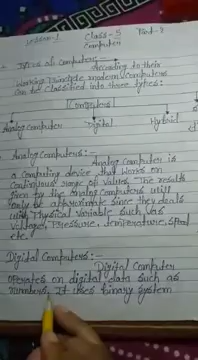 Lesson-1 Class-5 Part-2
Computer
Types of computers:-
According to their
Working Principle, modern Computers
can be Classified into three types:
Computers
Analog Computer Digital Hybrid
Analog Computers:-
Analog Computer is
a Computing device that works on
Continuous range of values. The results
given by the Analog Computers will
only be approximate since they deals
with Physical Variable such as
voltage, Pressure, temperature, speed
etc.
Digital Computers:-
Digital Computer
operates on digital data such as
numbers. It uses binary system